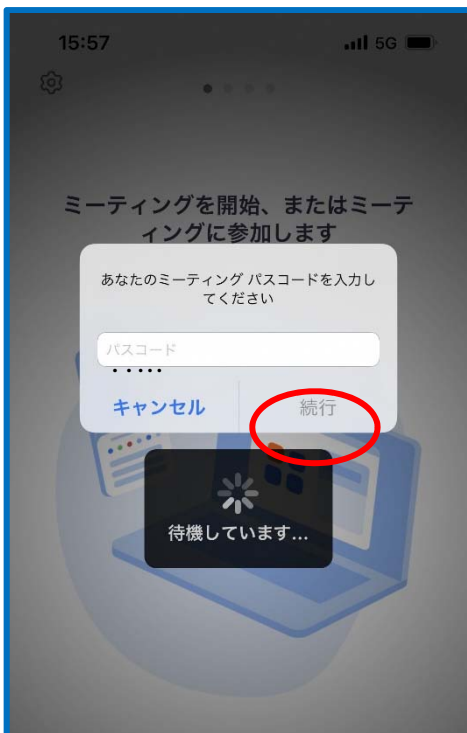 15:57 5G
ミーティングを開始、またはミーテ
ィングに参加します
あなたのミーティング パスコードを入力し
てください
パスコード
•••••
キャンセル 続行
待機しています...